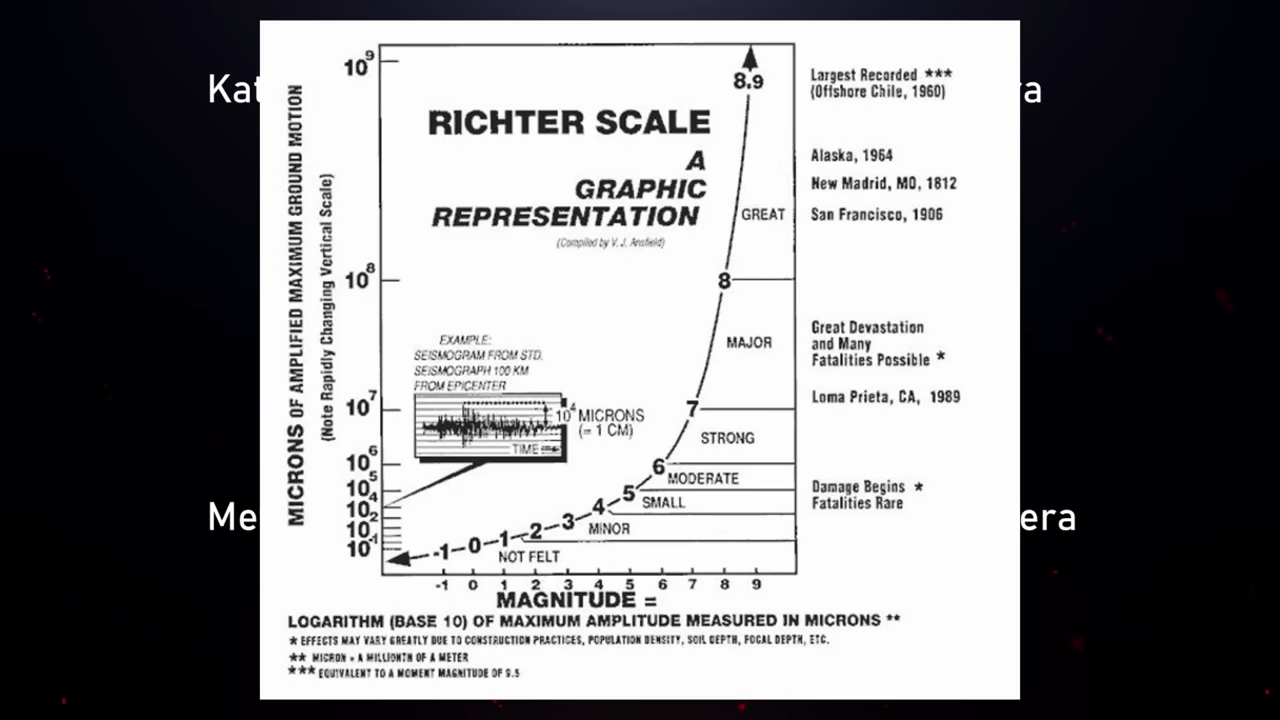 Kat
ra
Me
era
RICHTER SCALE
A
GRAPHIC
REPRESENTATION
(Compiled by V. J. Ansfield)
MICRONS OF AMPLIFIED MAXIMUM GROUND MOTION
(Note Rapidly Changing Vertical Scale)
10⁹
10⁸
10⁷
10⁶
10⁵
10⁴
10²
10⁻¹
8.9
8
7
6
5
4
3
2
1
0
-1
GREAT
MAJOR
STRONG
MODERATE
SMALL
MINOR
NOT FELT
EXAMPLE:
SEISMOGRAM FROM STD.
SEISMOGRAPH 100 KM
FROM EPICENTER
10⁴ MICRONS
(= 1 CM)
TIME
Largest Recorded ***
(Offshore Chile, 1960)
Alaska, 1964
New Madrid, MO, 1812
San Francisco, 1906
Great Devastation
and Many
Fatalities Possible *
Loma Prieta, CA, 1989
Damage Begins *
Fatalities Rare
-1 0 1 2 3 4 5 6 7 8 9
MAGNITUDE =
LOGARITHM (BASE 10) OF MAXIMUM AMPLITUDE MEASURED IN MICRONS **
* EFFECTS MAY VARY GREATLY DUE TO CONSTRUCTION PRACTICES, POPULATION DENSITY, SOIL DEPTH, FOCAL DEPTH, ETC.
** MICRON = A MILLIONTH OF A METER
*** EQUIVALENT TO A MOMENT MAGNITUDE OF 9.5